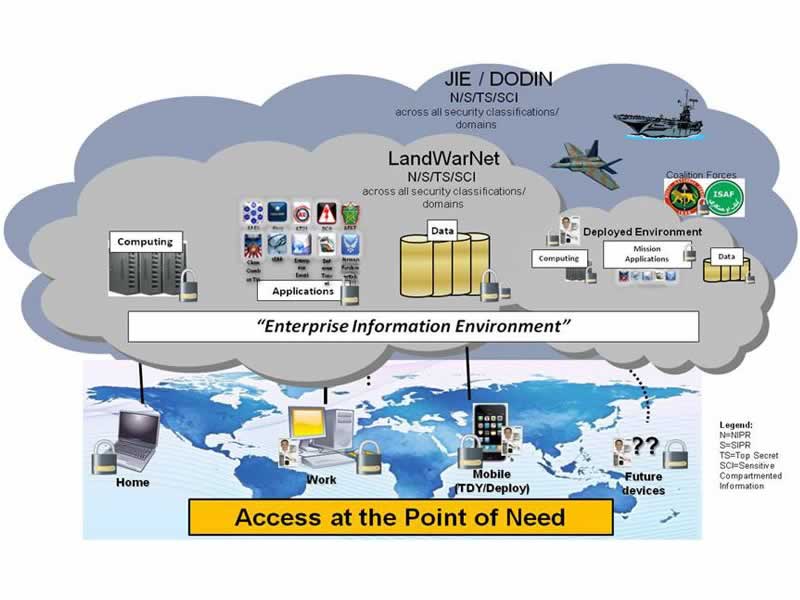 JIE / DODIN
N/S/TS/SCI
across all security classifications/
domains
LandWarNet
N/S/TS/SCI
across all security classifications/
domains
Coalition Forces
ISAF
Computing
Applications
Data
Deployed Environment
Computing
Mission
Applications
Data
“Enterprise Information Environment”
Home
Work
Mobile
(TDY/Deploy)
??
Future
devices
Legend:
N=NIPR
S=SIPR
TS=Top Secret
SCI=Sensitive
Compartmented
Information
Access at the Point of Need